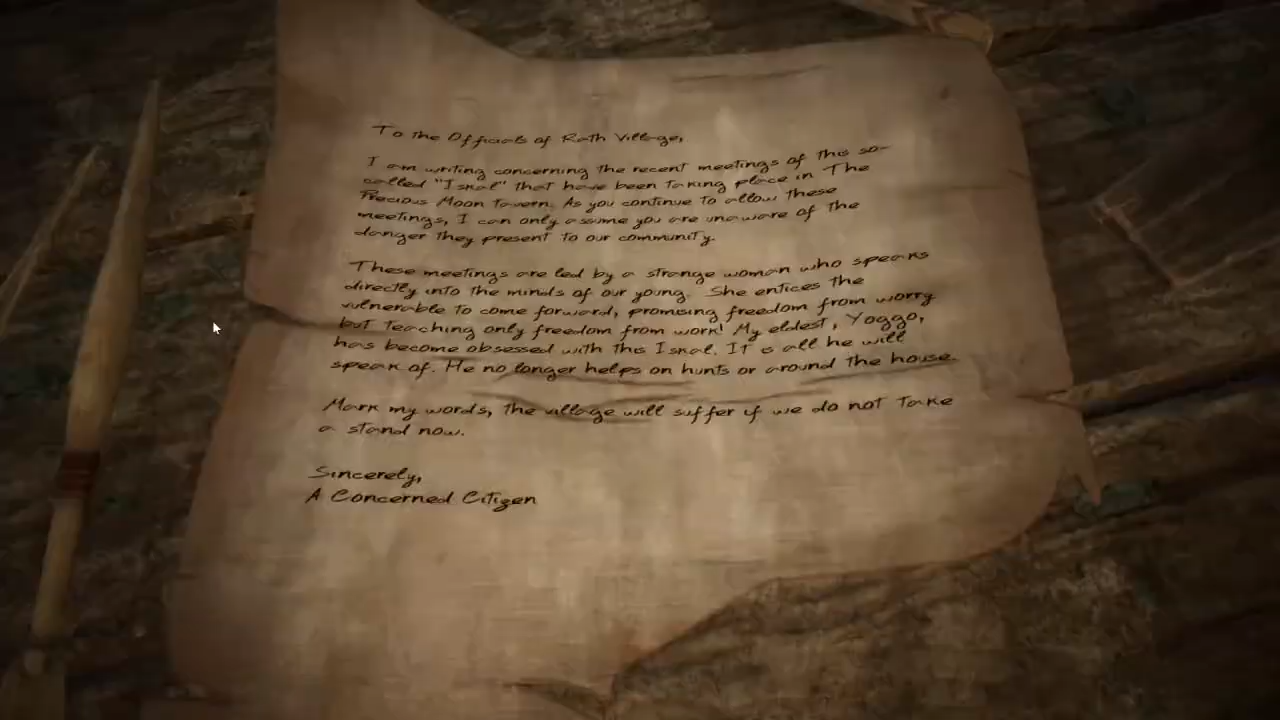 To the Officials of Rath Village,
I am writing concerning the recent meetings of this so-
called "Iskal" that have been taking place in The
Precious Moon Tavern. As you continue to allow these
meetings, I can only assume you are unaware of the
danger they present to our community.
These meetings are led by a strange woman who speaks
directly into the minds of our young. She entices the
vulnerable to come forward, promising freedom from worry
but teaching only freedom from work! My eldest, Yoggo,
has become obsessed with this Iskal. It is all he will
speak of. He no longer helps on hunts or around the house.
Mark my words, the village will suffer if we do not take
a stand now.
Sincerely,
A Concerned Citizen